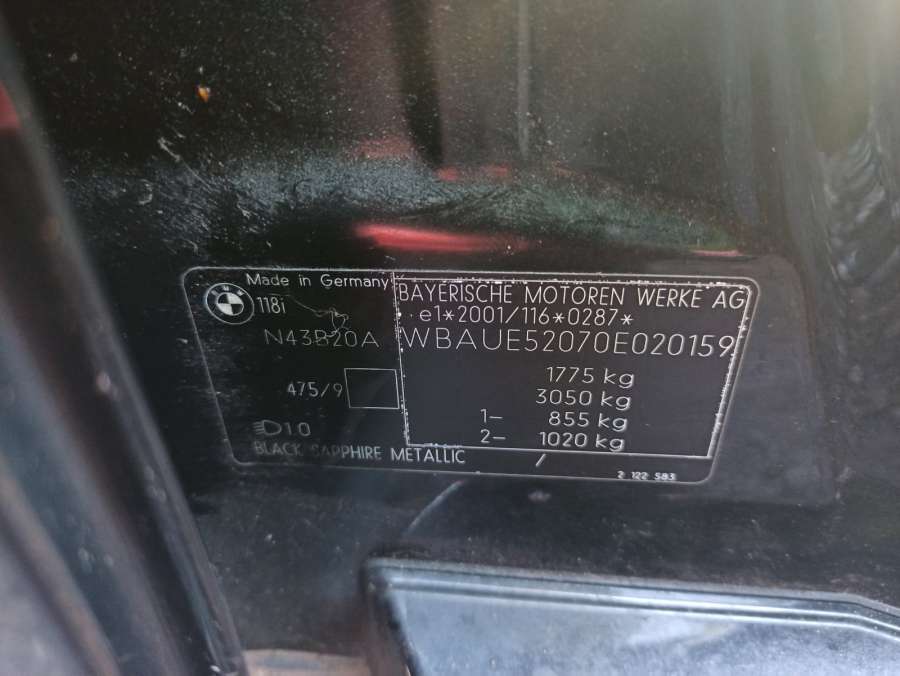 Made in Germany
118i
N43B20A
475/9
10
BLACK SAPPHIRE METALLIC /
BAYERISCHE MOTOREN WERKE AG
e1*2001/116*0287*
WBAUE52070E020159
1775 kg
3050 kg
1- 855 kg
2- 1020 kg
2 122 583